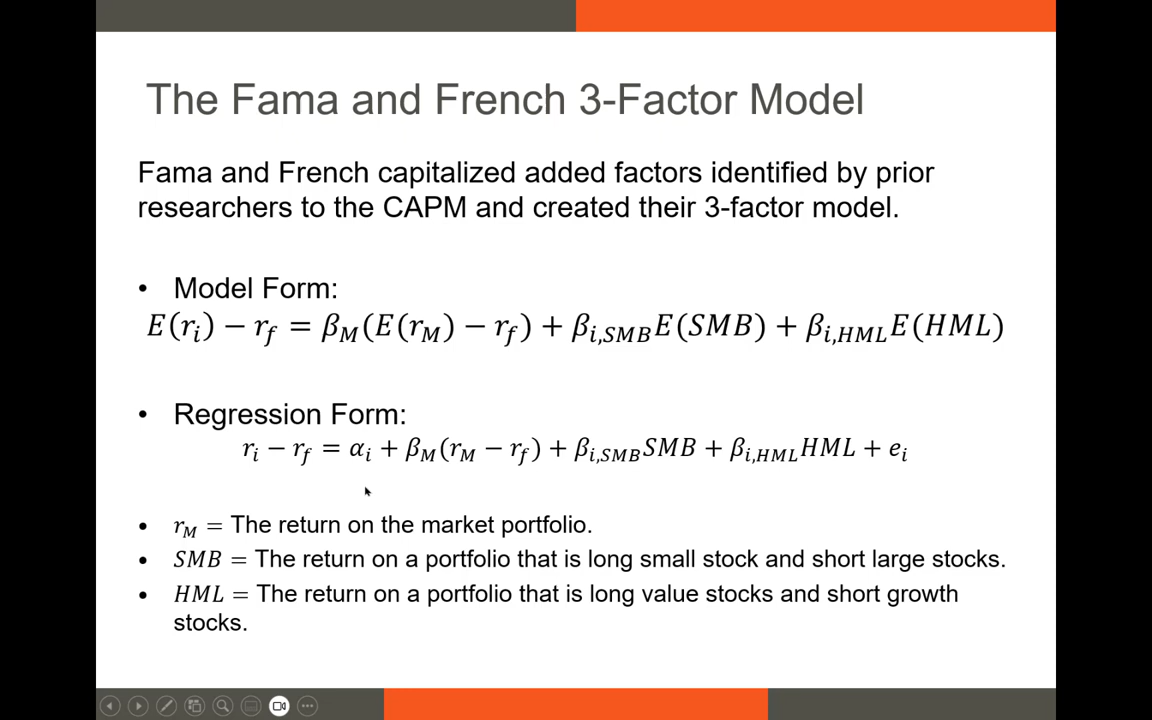 The Fama and French 3-Factor Model
Fama and French capitalized added factors identified by prior
researchers to the CAPM and created their 3-factor model.
• Model Form:
E(rᵢ) − r_f = β_M(E(r_M) − r_f) + β_{i,SMB}E(SMB) + β_{i,HML}E(HML)
• Regression Form:
rᵢ − r_f = αᵢ + β_M(r_M − r_f) + β_{i,SMB}SMB + β_{i,HML}HML + eᵢ
• r_M = The return on the market portfolio.
• SMB = The return on a portfolio that is long small stock and short large stocks.
• HML = The return on a portfolio that is long value stocks and short growth
stocks.